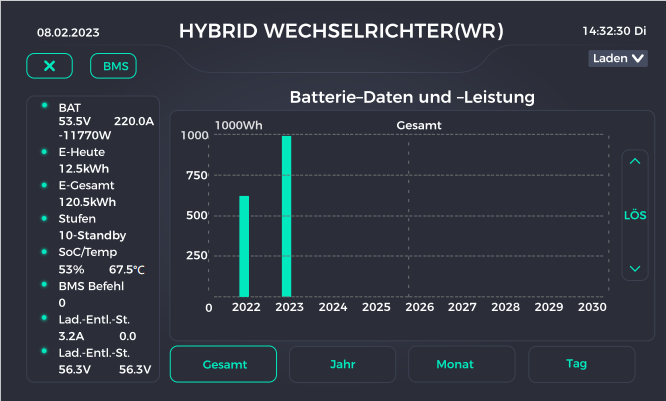 08.02.2023
HYBRID WECHSELRICHTER(WR)
14:32:30 Di
BMS
Laden
Batterie–Daten und –Leistung
BAT
53.5V 220.0A
-11770W
E-Heute
12.5kWh
E-Gesamt
120.5kWh
Stufen
10-Standby
SoC/Temp
53% 67.5°C
BMS Befehl
0
Lad.-Entl.-St.
3.2A 0.0
Lad.-Entl.-St.
56.3V 56.3V
1000Wh
Gesamt
1000
750
500
250
0 2022 2023 2024 2025 2026 2027 2028 2029 2030
LÖS
Gesamt
Jahr
Monat
Tag